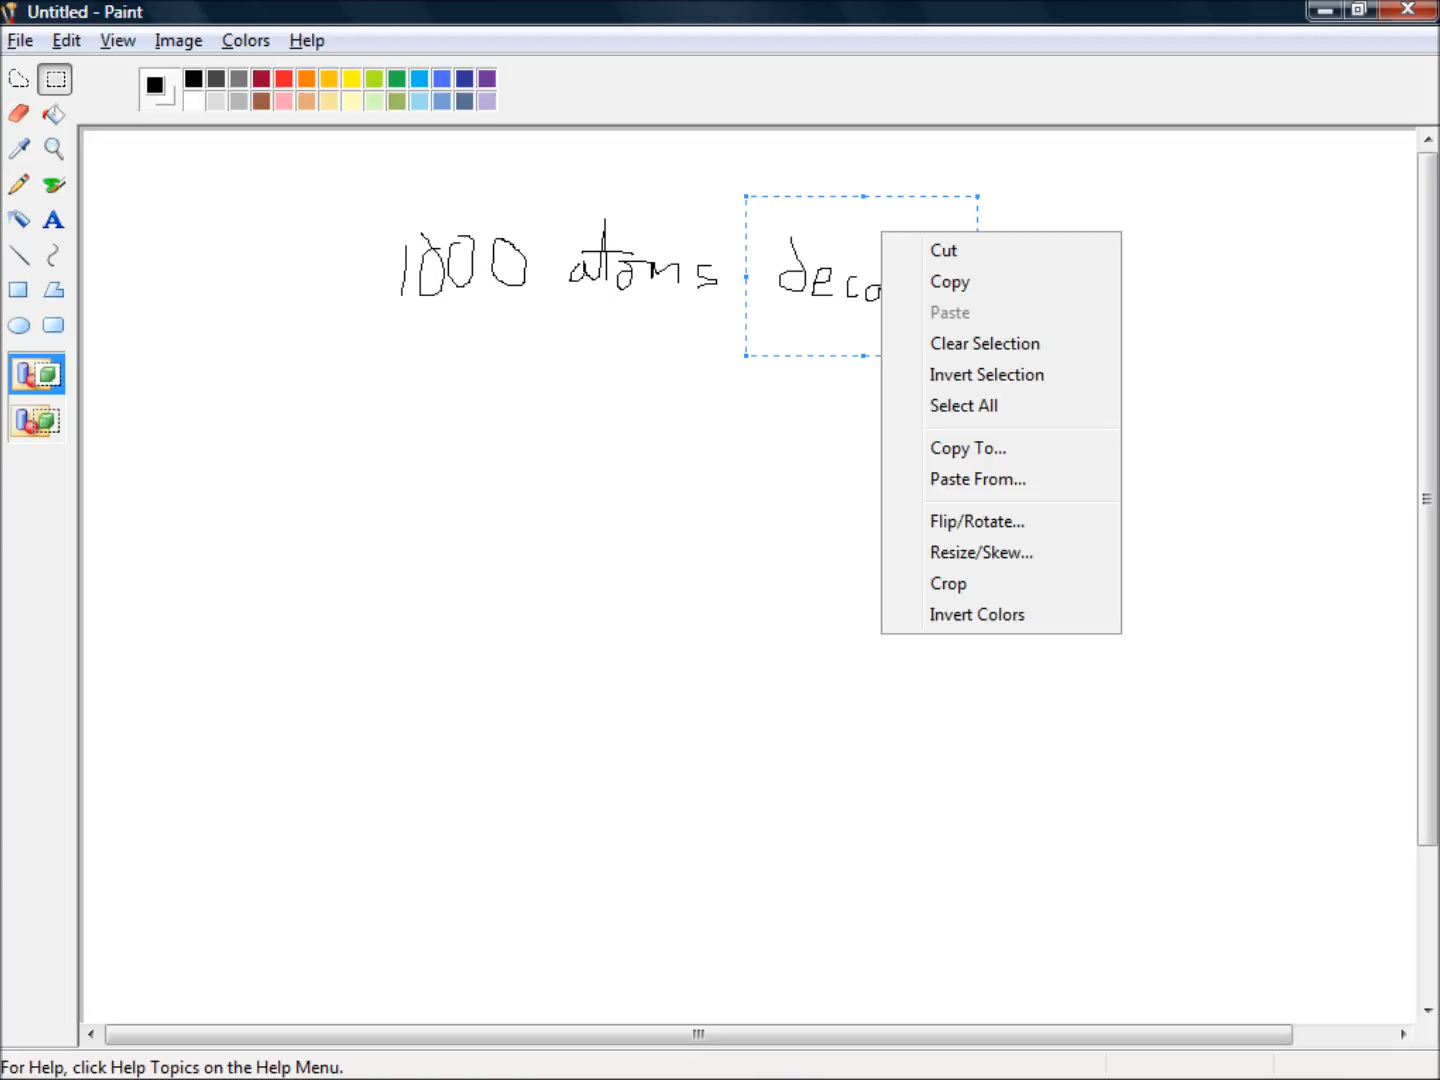 Untitled - Paint
File Edit View Image Colors Help
1000 atoms
Cut
Copy
Paste
Clear Selection
Invert Selection
Select All
Copy To...
Paste From...
Flip/Rotate...
Resize/Skew...
Crop
Invert Colors
For Help, click Help Topics on the Help Menu.